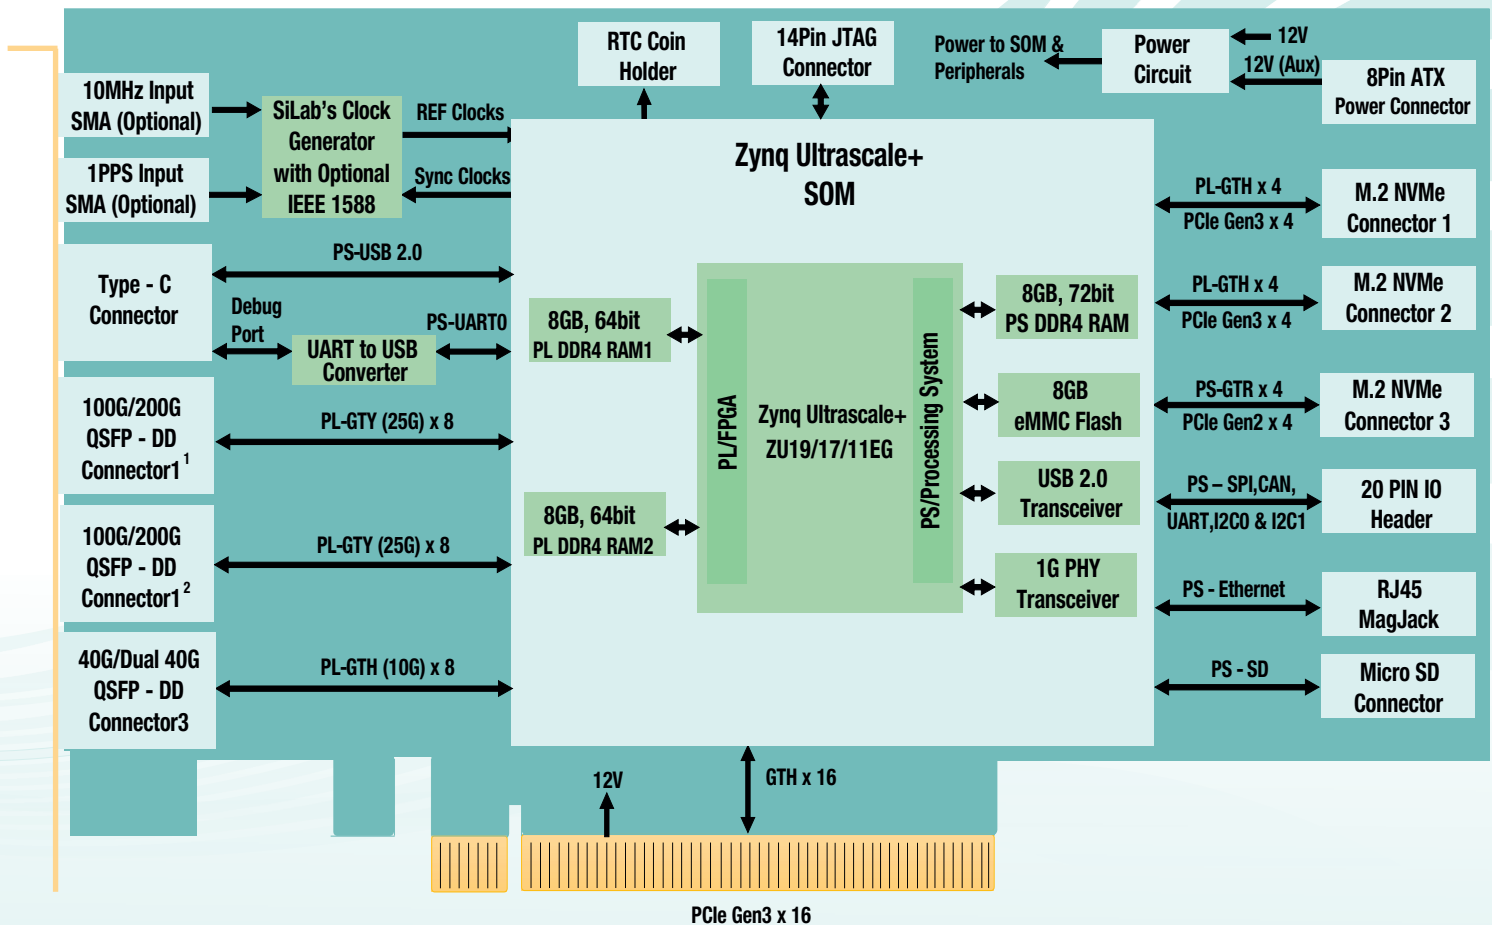 RTC Coin
Holder
14Pin JTAG
Connector
Power to SOM &
Peripherals
Power
Circuit
12V
12V (Aux)
8Pin ATX
Power Connector
10MHz Input
SMA (Optional)
1PPS Input
SMA (Optional)
SiLab's Clock
Generator
with Optional
IEEE 1588
REF Clocks
Sync Clocks
Zynq Ultrascale+
SOM
Type - C
Connector
PS-USB 2.0
Debug
Port
UART to USB
Converter
PS-UART0
100G/200G
QSFP - DD
Connector1 1
PL-GTY (25G) x 8
100G/200G
QSFP - DD
Connector1 2
PL-GTY (25G) x 8
40G/Dual 40G
QSFP - DD
Connector3
PL-GTH (10G) x 8
8GB, 64bit
PL DDR4 RAM1
8GB, 64bit
PL DDR4 RAM2
PL/FPGA
Zynq Ultrascale+
ZU19/17/11EG
PS/Processing System
8GB, 72bit
PS DDR4 RAM
8GB
eMMC Flash
USB 2.0
Transceiver
1G PHY
Transceiver
PL-GTH x 4
PCIe Gen3 x 4
M.2 NVMe
Connector 1
PL-GTH x 4
PCIe Gen3 x 4
M.2 NVMe
Connector 2
PS-GTR x 4
PCIe Gen2 x 4
M.2 NVMe
Connector 3
PS – SPI,CAN,
UART,I2C0 & I2C1
20 PIN IO
Header
PS - Ethernet
RJ45
MagJack
PS - SD
Micro SD
Connector
12V
GTH x 16
PCIe Gen3 x 16